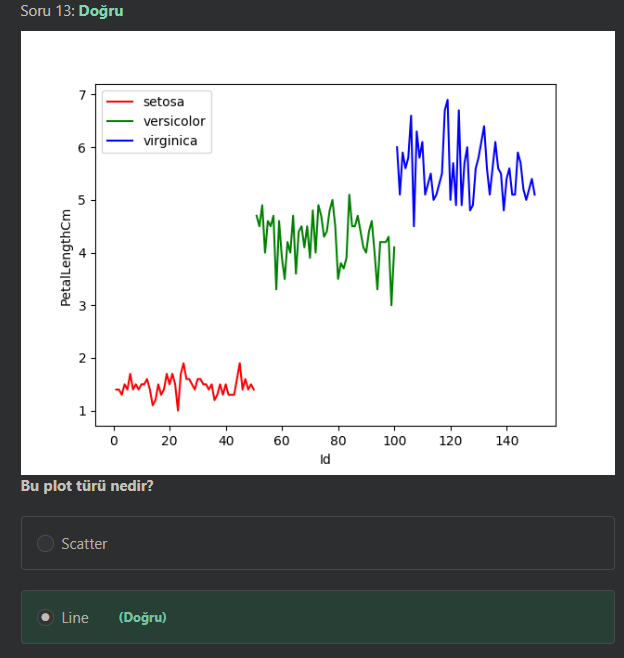 Soru 13: Doğru
setosa
versicolor
virginica
7
6
5
4
3
2
1
PetalLengthCm
0 20 40 60 80 100 120 140
Id
Bu plot türü nedir?
Scatter
Line (Doğru)